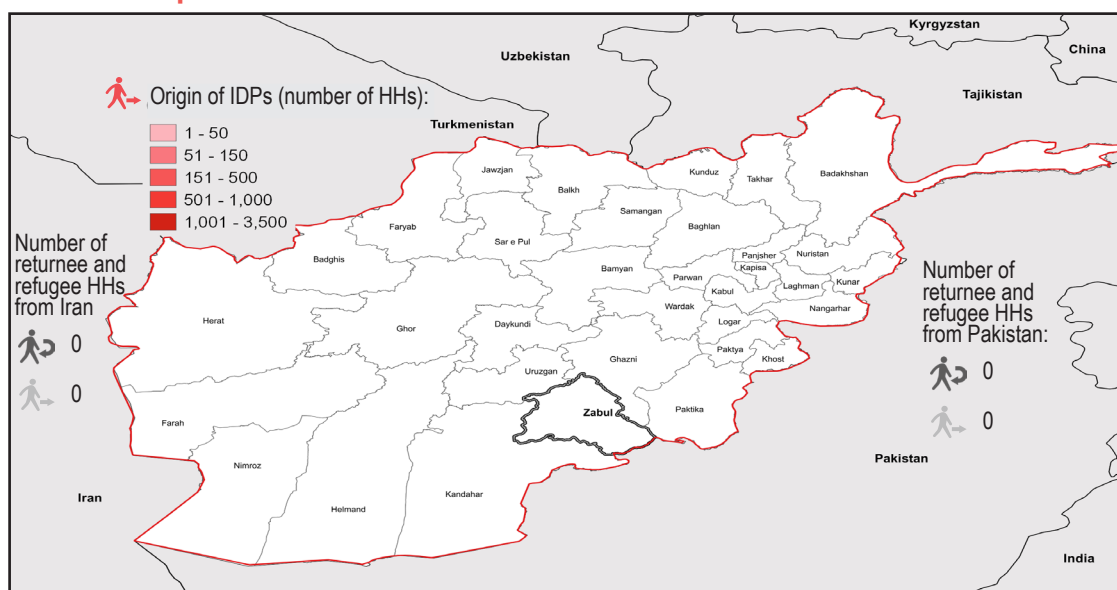 Kyrgyzstan
China
Uzbekistan
Tajikistan
Turkmenistan
Origin of IDPs (number of HHs):
1 - 50
51 - 150
151 - 500
501 - 1,000
1,001 - 3,500
Number of
returnee and
refugee HHs
from Iran
0
0
Jawzjan
Balkh
Kunduz
Takhar
Badakhshan
Faryab
Samangan
Baghlan
Sar e Pul
Badghis
Panjsher
Nuristan
Bamyan
Parwan
Kapisa
Kabul
Laghman
Kunar
Nangarhar
Herat
Ghor
Daykundi
Wardak
Logar
Paktya
Khost
Ghazni
Uruzgan
Zabul
Paktika
Farah
Nimroz
Helmand
Kandahar
Number of
returnee and
refugee HHs
from Pakistan:
0
0
Iran
Pakistan
India